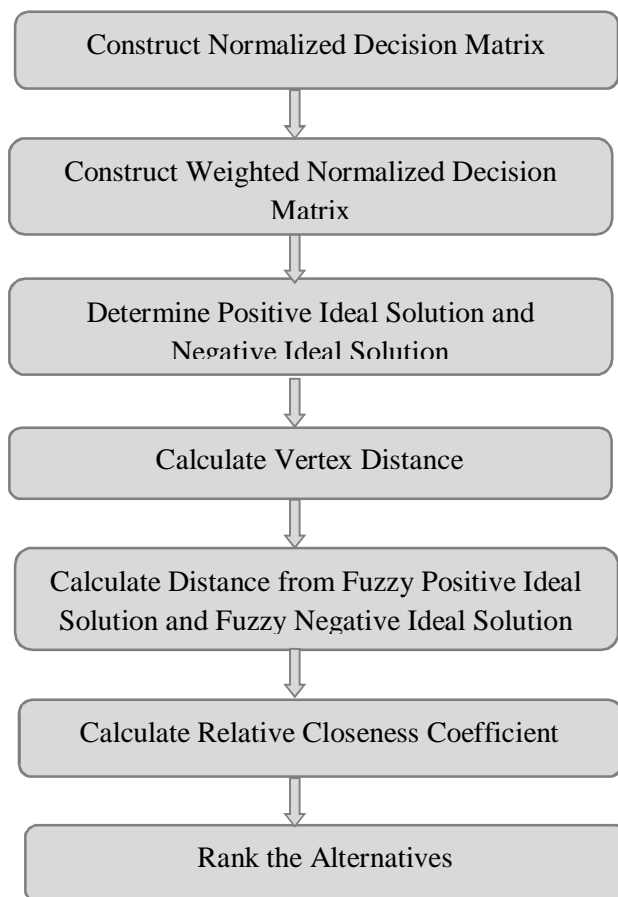 Construct Normalized Decision Matrix
Construct Weighted Normalized Decision
Matrix
Determine Positive Ideal Solution and
Negative Ideal Solution
Calculate Vertex Distance
Calculate Distance from Fuzzy Positive Ideal
Solution and Fuzzy Negative Ideal Solution
Calculate Relative Closeness Coefficient
Rank the Alternatives